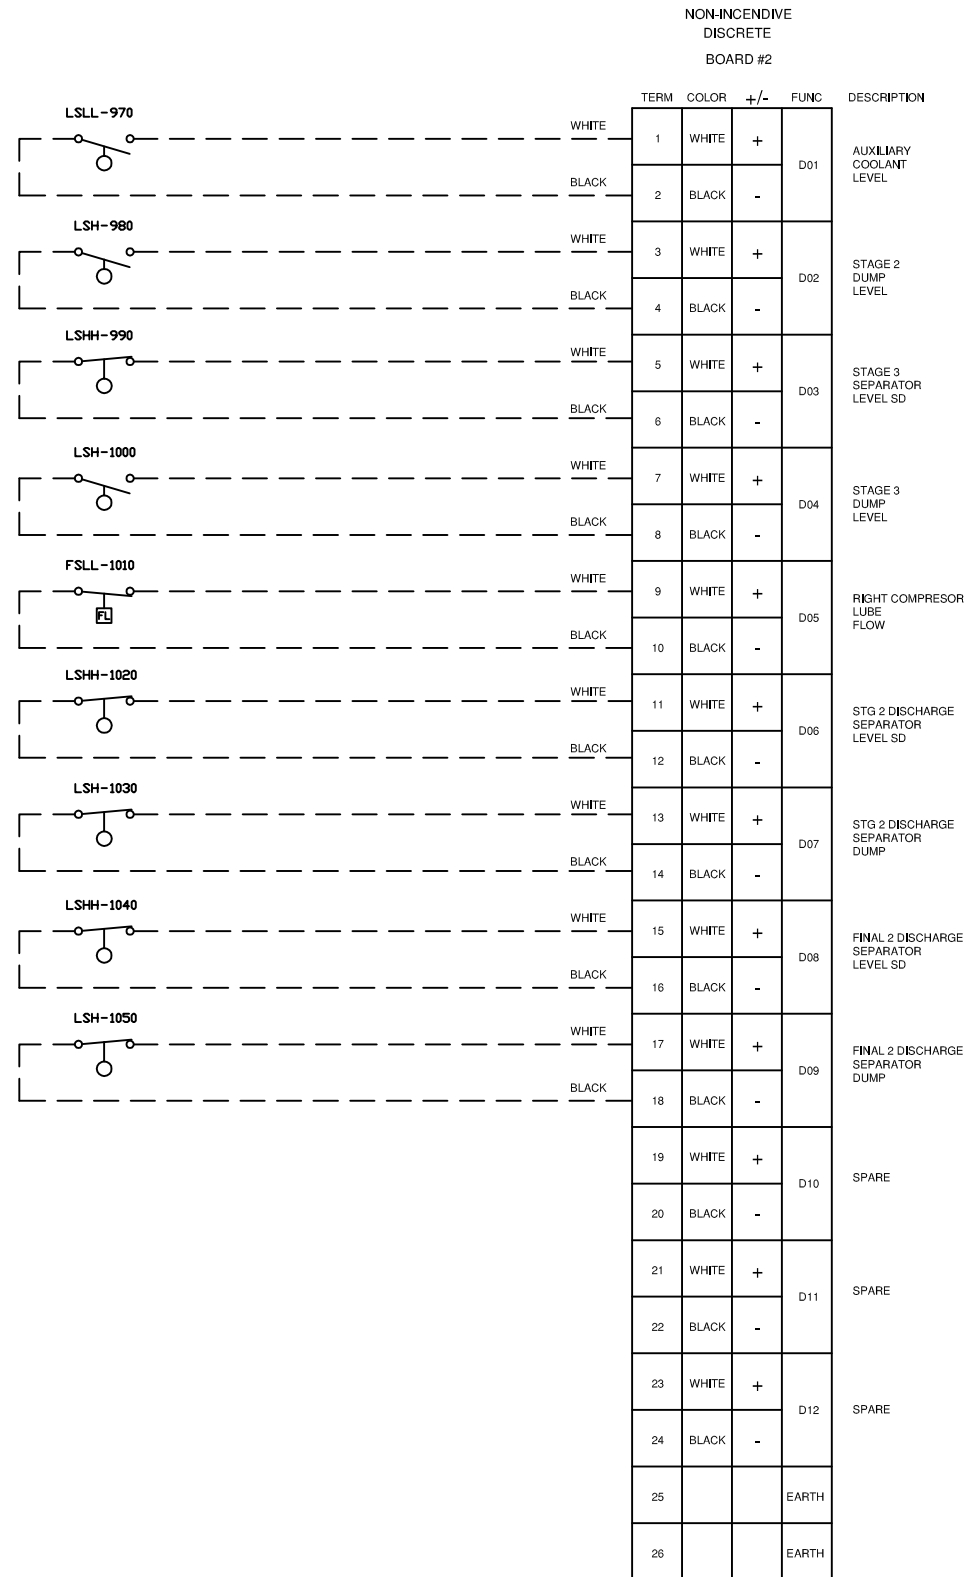 NON-INCENDIVE
DISCRETE
BOARD #2
TERM COLOR +/- FUNC DESCRIPTION
LSLL-970
WHITE 1 WHITE +
D01
AUXILIARY
COOLANT
LEVEL
BLACK 2 BLACK -
LSH-980
WHITE 3 WHITE +
D02
STAGE 2
DUMP
LEVEL
BLACK 4 BLACK -
LSHH-990
WHITE 5 WHITE +
D03
STAGE 3
SEPARATOR
LEVEL SD
BLACK 6 BLACK -
LSH-1000
WHITE 7 WHITE +
D04
STAGE 3
DUMP
LEVEL
BLACK 8 BLACK -
FSLL-1010
FL
WHITE 9 WHITE +
D05
RIGHT COMPRESOR
LUBE
FLOW
BLACK 10 BLACK -
LSHH-1020
WHITE 11 WHITE +
D06
STG 2 DISCHARGE
SEPARATOR
LEVEL SD
BLACK 12 BLACK -
LSH-1030
WHITE 13 WHITE +
D07
STG 2 DISCHARGE
SEPARATOR
DUMP
BLACK 14 BLACK -
LSHH-1040
WHITE 15 WHITE +
D08
FINAL 2 DISCHARGE
SEPARATOR
LEVEL SD
BLACK 16 BLACK -
LSH-1050
WHITE 17 WHITE +
D09
FINAL 2 DISCHARGE
SEPARATOR
DUMP
BLACK 18 BLACK -
19 WHITE +
D10 SPARE
20 BLACK -
21 WHITE +
D11 SPARE
22 BLACK -
23 WHITE +
D12 SPARE
24 BLACK -
25 EARTH
26 EARTH